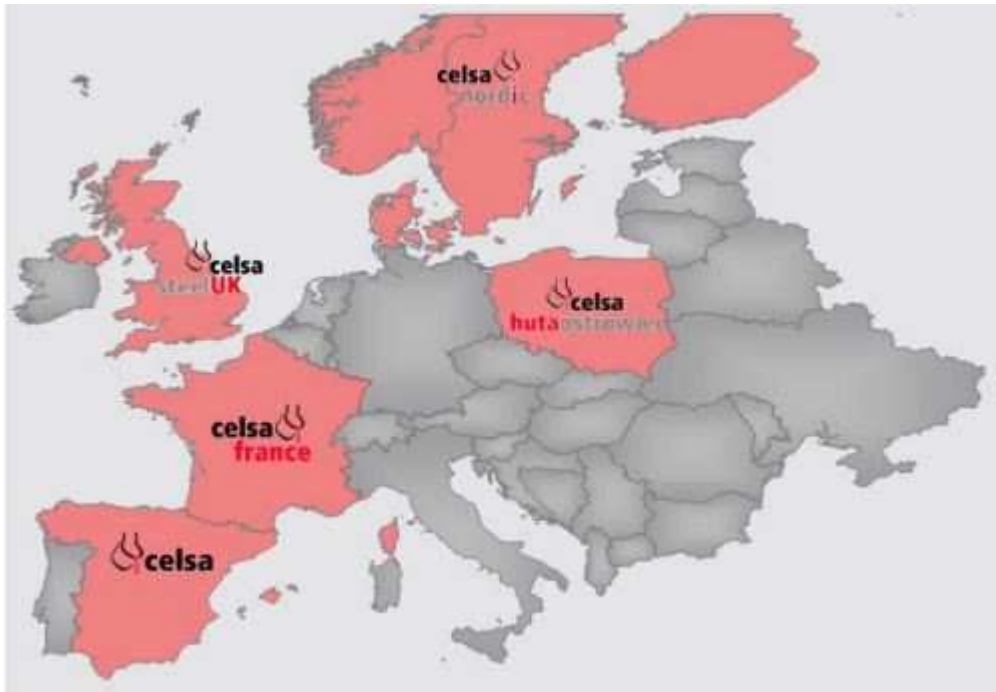 celsa
nordic
celsa
steelUK
celsa
hutaostrowiec
celsa
france
celsa